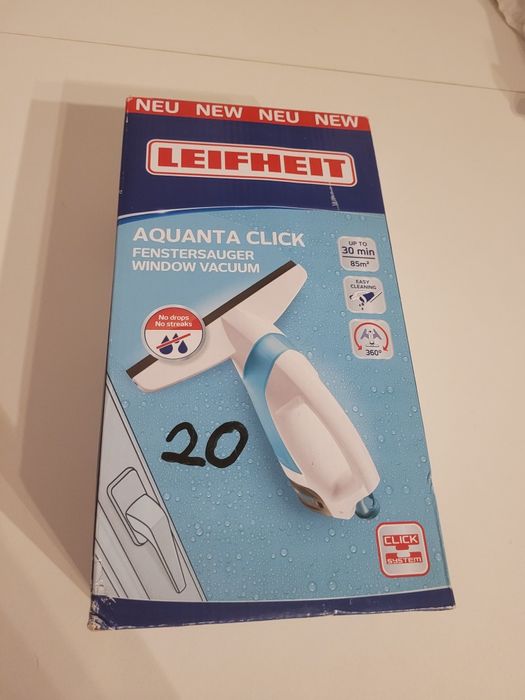 NEU NEW NEU NEW
LEIFHEIT
AQUANTA CLICK
FENSTERSAUGER
WINDOW VACUUM
UP TO
30 min
85m²
EASY
CLEANING
No drops
No streaks
360°
20
CLICK
SYSTEM